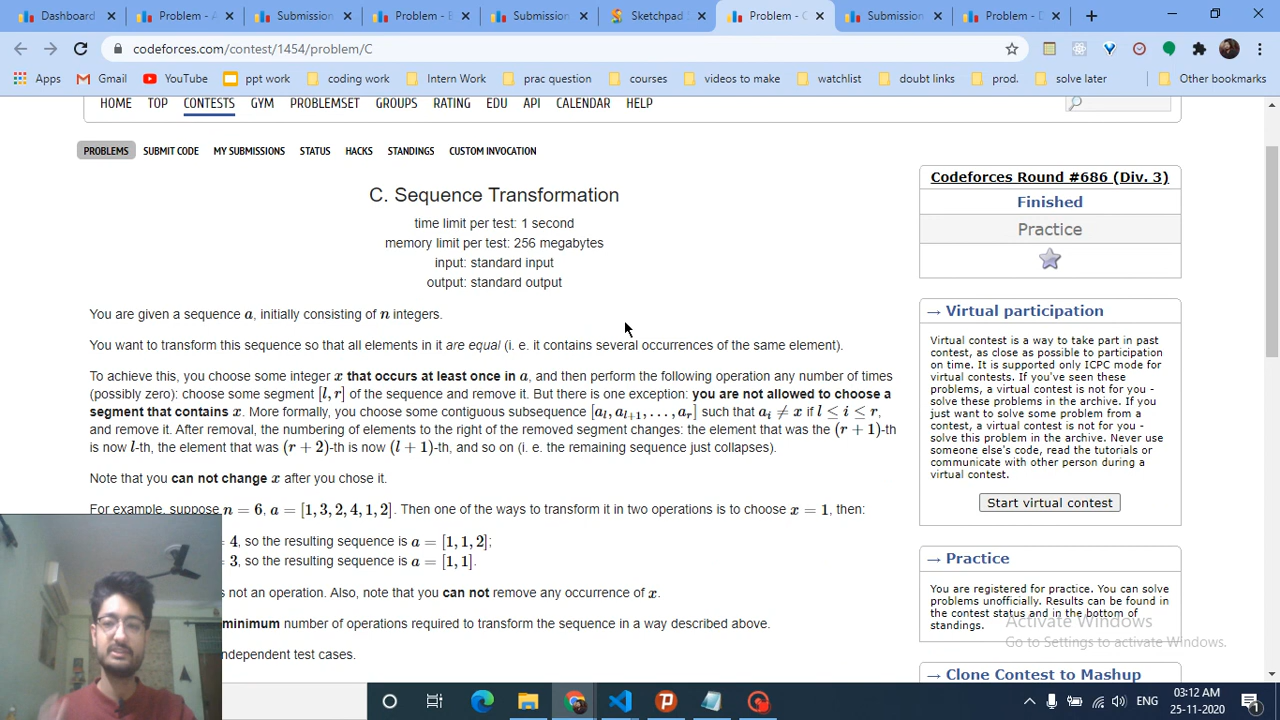 Dashboard
Problem - A
Submission
Problem - B
Submission
Sketchpad
Problem - C
Submission
Problem - D
codeforces.com/contest/1454/problem/C
Apps Gmail YouTube ppt work coding work Intern Work prac question courses videos to make watchlist doubt links prod. solve later Other bookmarks
HOME TOP CONTESTS GYM PROBLEMSET GROUPS RATING EDU API CALENDAR HELP
PROBLEMS SUBMIT CODE MY SUBMISSIONS STATUS HACKS STANDINGS CUSTOM INVOCATION
C. Sequence Transformation
time limit per test: 1 second
memory limit per test: 256 megabytes
input: standard input
output: standard output
You are given a sequence a, initially consisting of n integers.
You want to transform this sequence so that all elements in it are equal (i. e. it contains several occurrences of the same element).
To achieve this, you choose some integer x that occurs at least once in a, and then perform the following operation any number of times
(possibly zero): choose some segment [l, r] of the sequence and remove it. But there is one exception: you are not allowed to choose a
segment that contains x. More formally, you choose some contiguous subsequence [a_l, a_{l+1}, …, a_r] such that a_i ≠ x if l ≤ i ≤ r,
and remove it. After removal, the numbering of elements to the right of the removed segment changes: the element that was the (r + 1)-th
is now l-th, the element that was (r + 2)-th is now (l + 1)-th, and so on (i. e. the remaining sequence just collapses).
Note that you can not change x after you chose it.
For example, suppose n = 6, a = [1, 3, 2, 4, 1, 2]. Then one of the ways to transform it in two operations is to choose x = 1, then:
4, so the resulting sequence is a = [1, 1, 2];
3, so the resulting sequence is a = [1, 1].
not an operation. Also, note that you can not remove any occurrence of x.
minimum number of operations required to transform the sequence in a way described above.
ndependent test cases.
Codeforces Round #686 (Div. 3)
Finished
Practice
→ Virtual participation
Virtual contest is a way to take part in past
contest, as close as possible to participation
on time. It is supported only ICPC mode for
virtual contests. If you've seen these
problems, a virtual contest is not for you -
solve these problems in the archive. If you
just want to solve some problem from a
contest, a virtual contest is not for you -
solve this problem in the archive. Never use
someone else's code, read the tutorials or
communicate with other person during a
virtual contest.
Start virtual contest
→ Practice
You are registered for practice. You can solve
problems unofficially. Results can be found in
the contest status and in the bottom of
standings.
→ Clone Contest to Mashup
Activate Windows
Go to Settings to activate Windows.
ENG
03:12 AM
25-11-2020
1